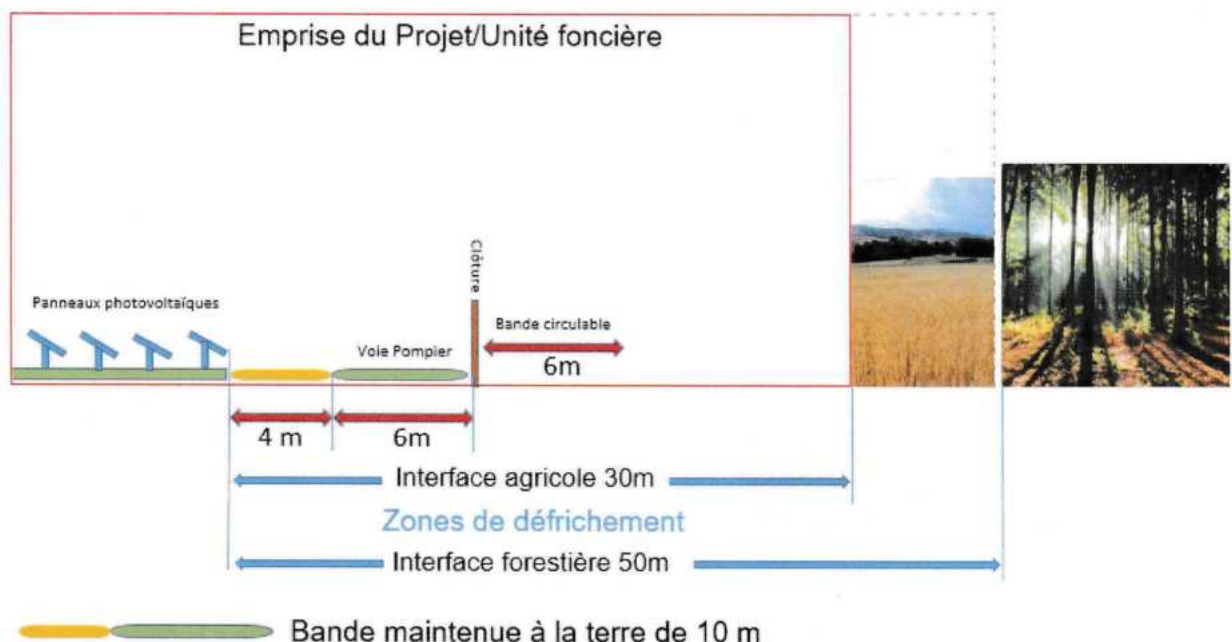 Emprise du Projet/Unité foncière
Clôture
Panneaux photovoltaïques
Bande circulable
Voie Pompier
6m
4 m
6m
Interface agricole 30m
Zones de défrichement
Interface forestière 50m
Bande maintenue à la terre de 10 m